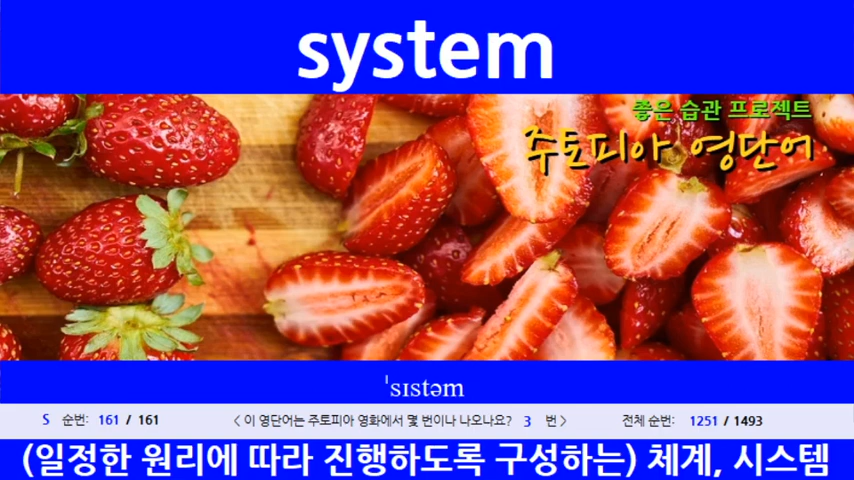 system
좋은 습관 프로젝트
주토피아 영단어
ˈsɪstəm
S 순번: 161 / 161 < 이 영단어는 주토피아 영화에서 몇 번이나 나오나요? 3 번 > 전체 순번: 1251 / 1493
(일정한 원리에 따라 진행하도록 구성하는) 체계, 시스템